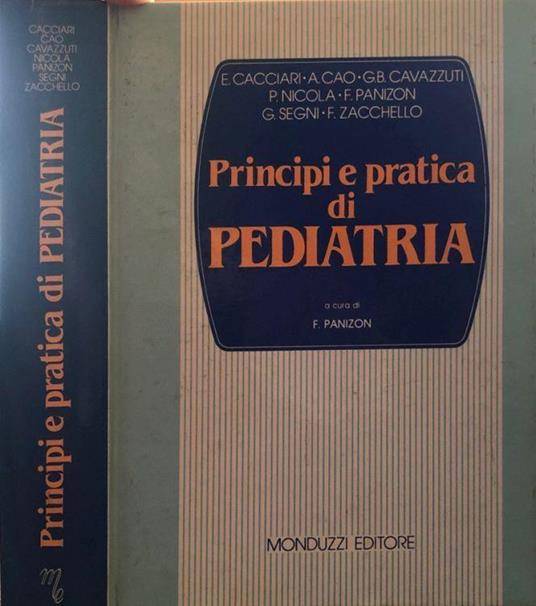 CACCIARI
CAO
CAVAZZUTI
NICOLA
PANIZON
SEGNI
ZACCHELLO
Principi e pratica di PEDIATRIA
me
E. CACCIARI · A. CAO · G.B. CAVAZZUTI
P. NICOLA · F. PANIZON
G. SEGNI · F. ZACCHELLO
Principi e pratica
di
PEDIATRIA
a cura di
F. PANIZON
MONDUZZI EDITORE